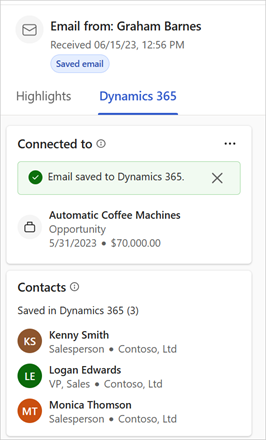 Email from: Graham Barnes
Received 06/15/23, 12:56 PM
Saved email
Highlights
Dynamics 365
Connected to
Email saved to Dynamics 365.
Automatic Coffee Machines
Opportunity
5/31/2023 • $70,000.00
Contacts
Saved in Dynamics 365 (3)
KS
Kenny Smith
Salesperson • Contoso, Ltd
LE
Logan Edwards
VP, Sales • Contoso, Ltd
MT
Monica Thomson
Salesperson • Contoso, Ltd